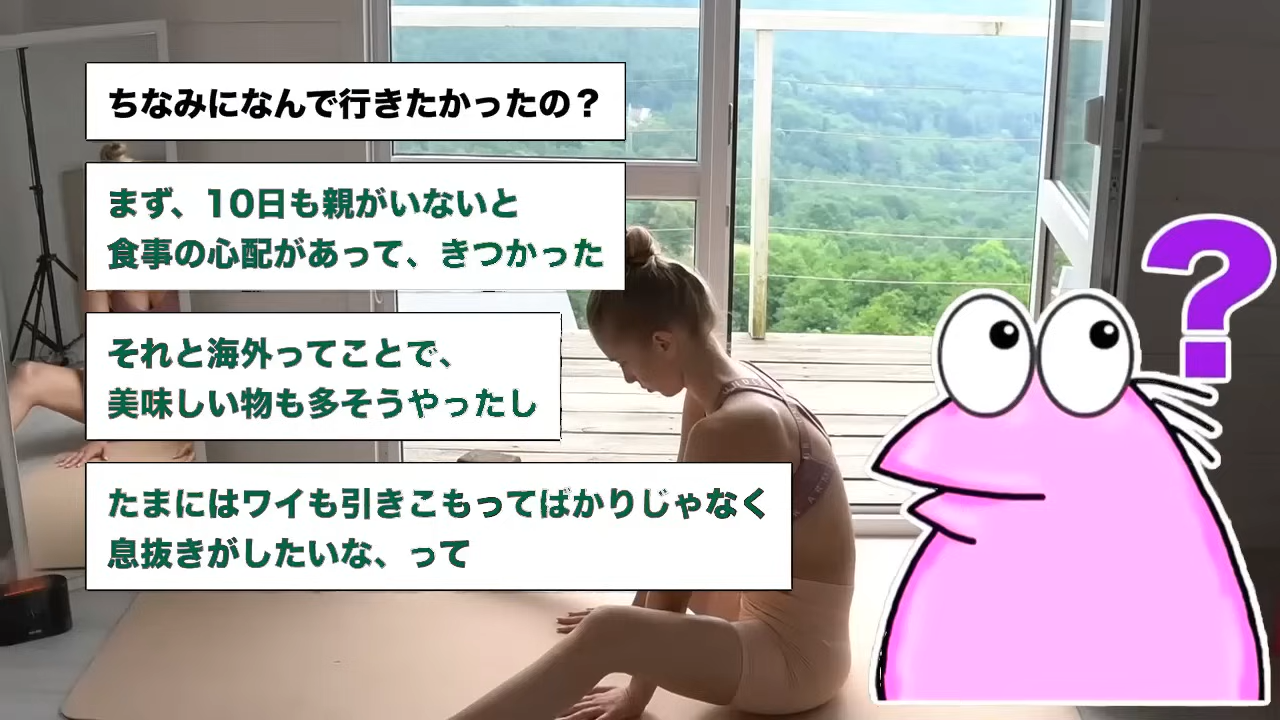 ちなみになんで行きたかったの？
まず、10日も親がいないと
食事の心配があって、きつかった
それと海外ってことで、
美味しい物も多そうやったし
たまにはワイも引きこもってばかりじゃなく
息抜きがしたいな、って
?